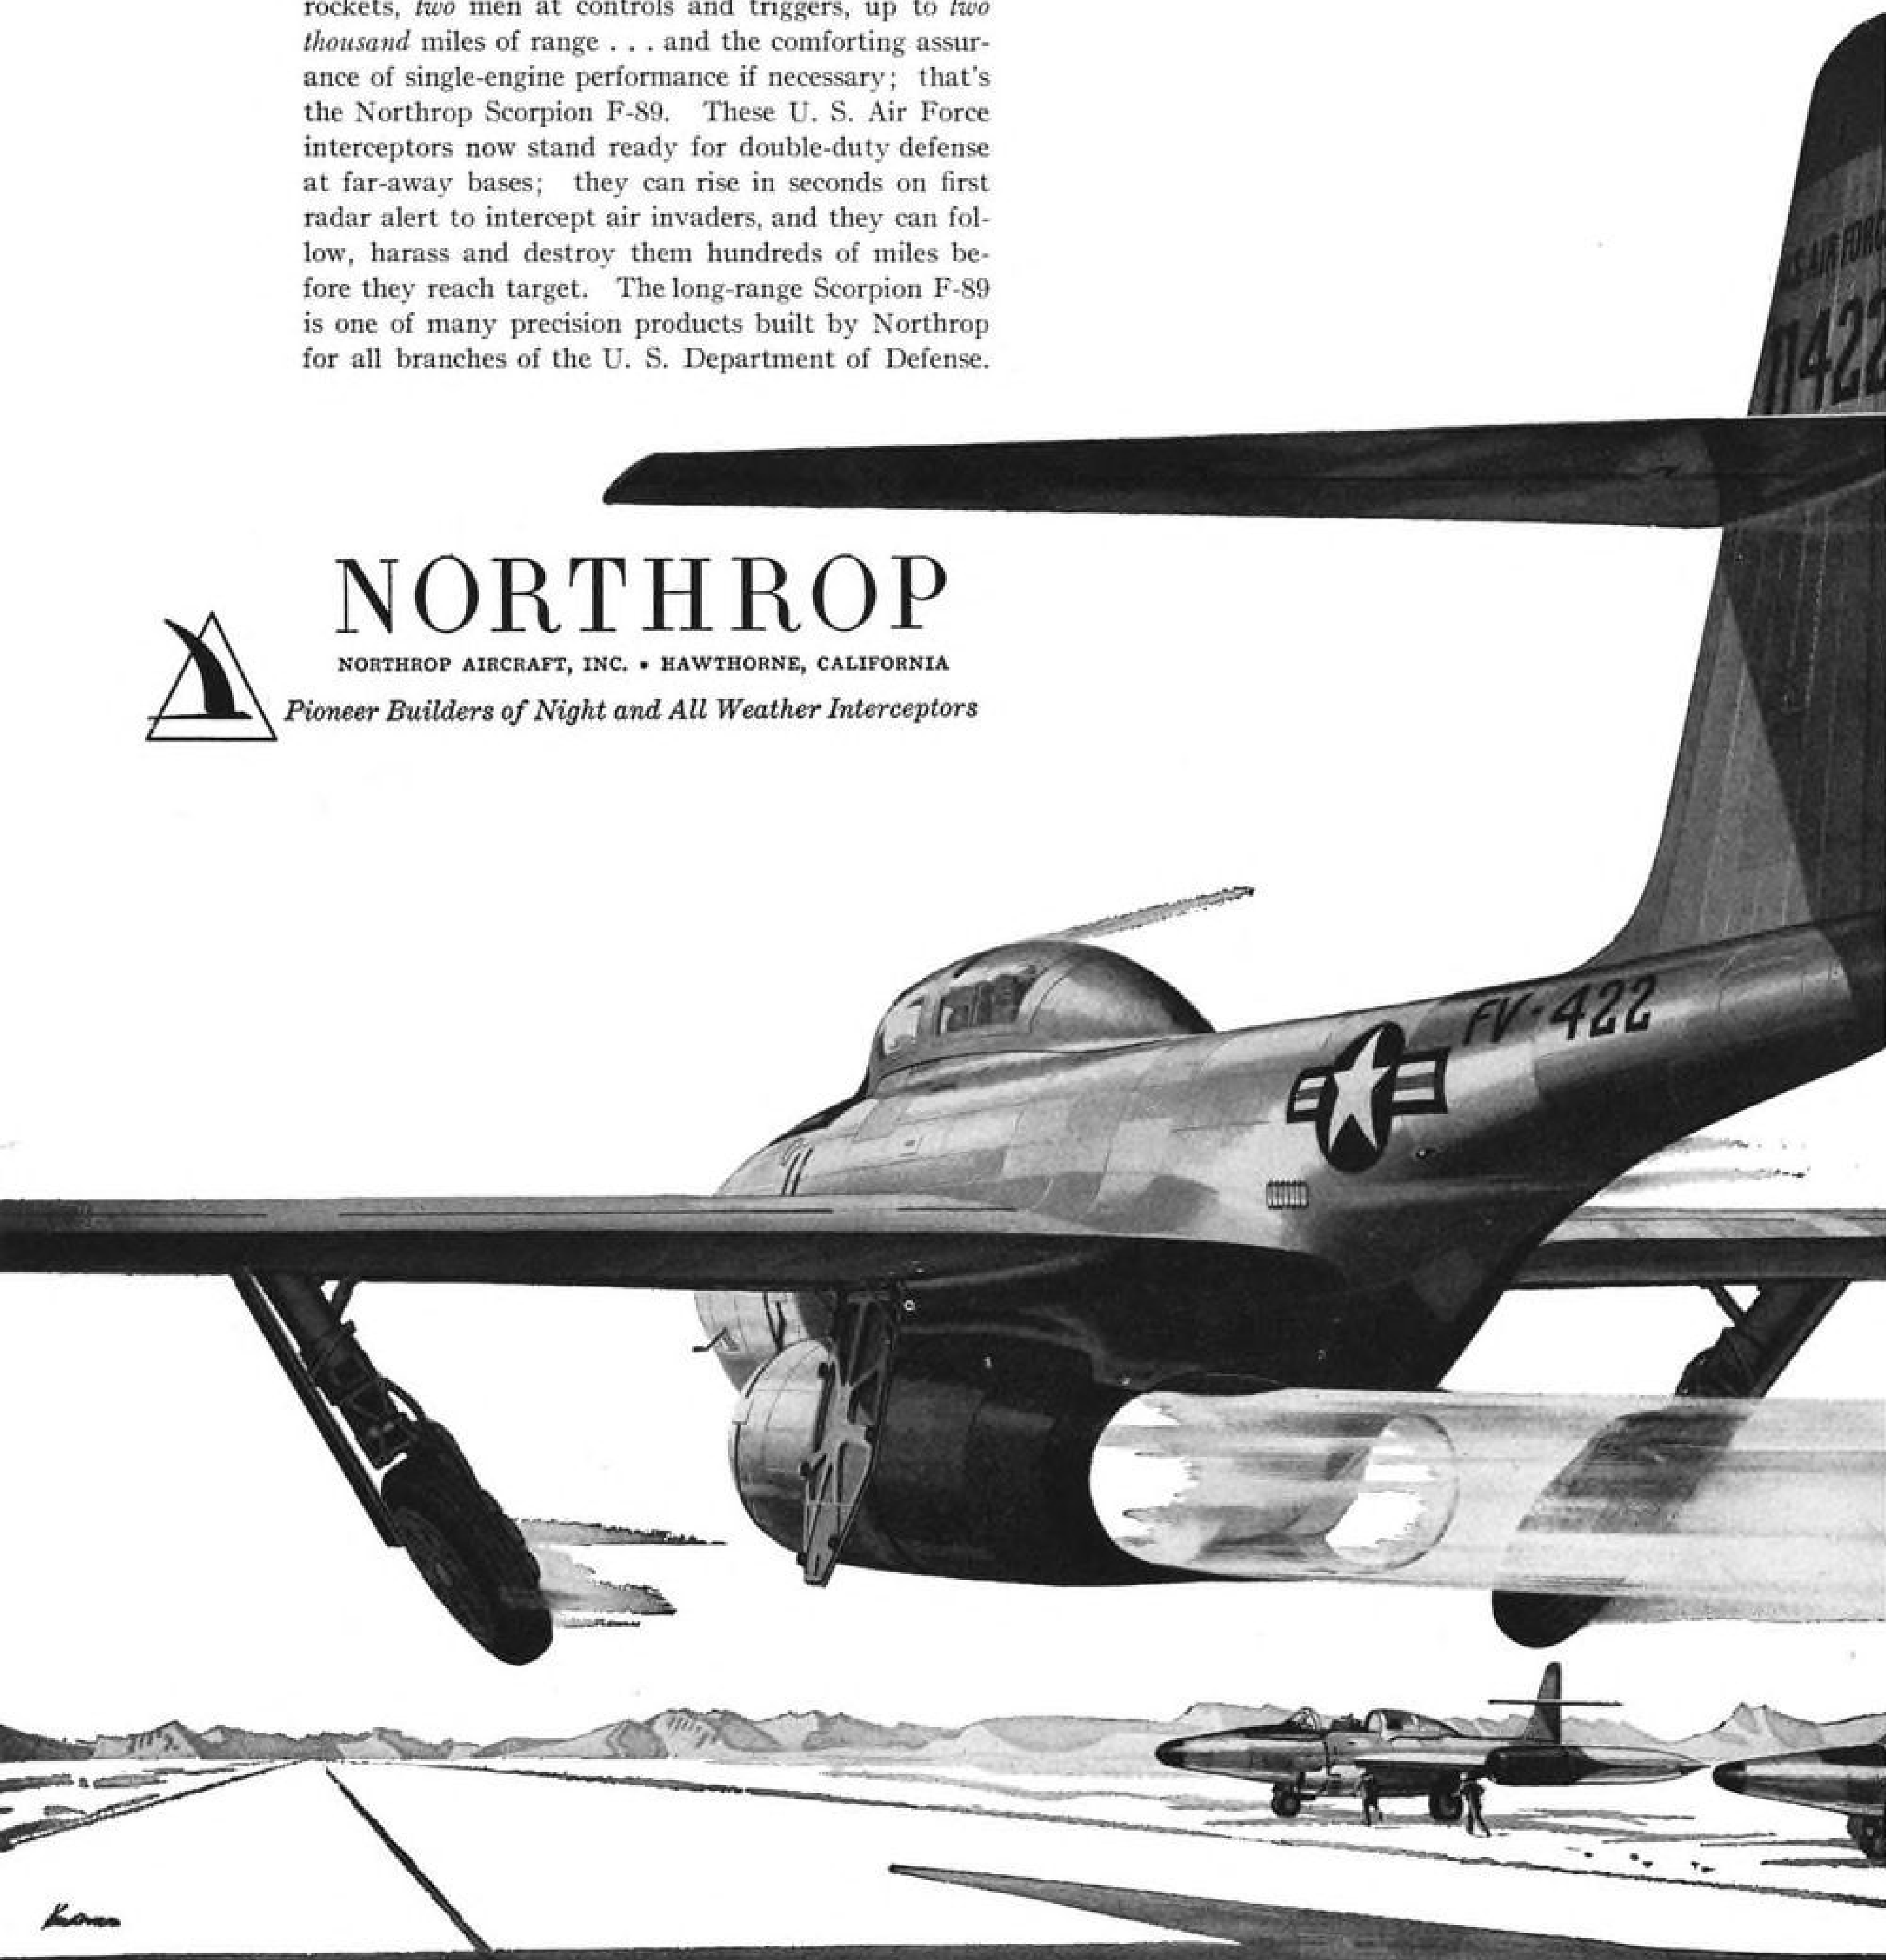 rockets, two men at controls and triggers, up to two
thousand miles of range . . . and the comforting assur-
ance of single-engine performance if necessary; that's
the Northrop Scorpion F-89. These U. S. Air Force
interceptors now stand ready for double-duty defense
at far-away bases; they can rise in seconds on first
radar alert to intercept air invaders, and they can fol-
low, harass and destroy them hundreds of miles be-
fore they reach target. The long-range Scorpion F-89
is one of many precision products built by Northrop
for all branches of the U. S. Department of Defense.
U.S. AIR FORC
11422
NORTHROP
NORTHROP AIRCRAFT, INC. • HAWTHORNE, CALIFORNIA
Pioneer Builders of Night and All Weather Interceptors
FV-422